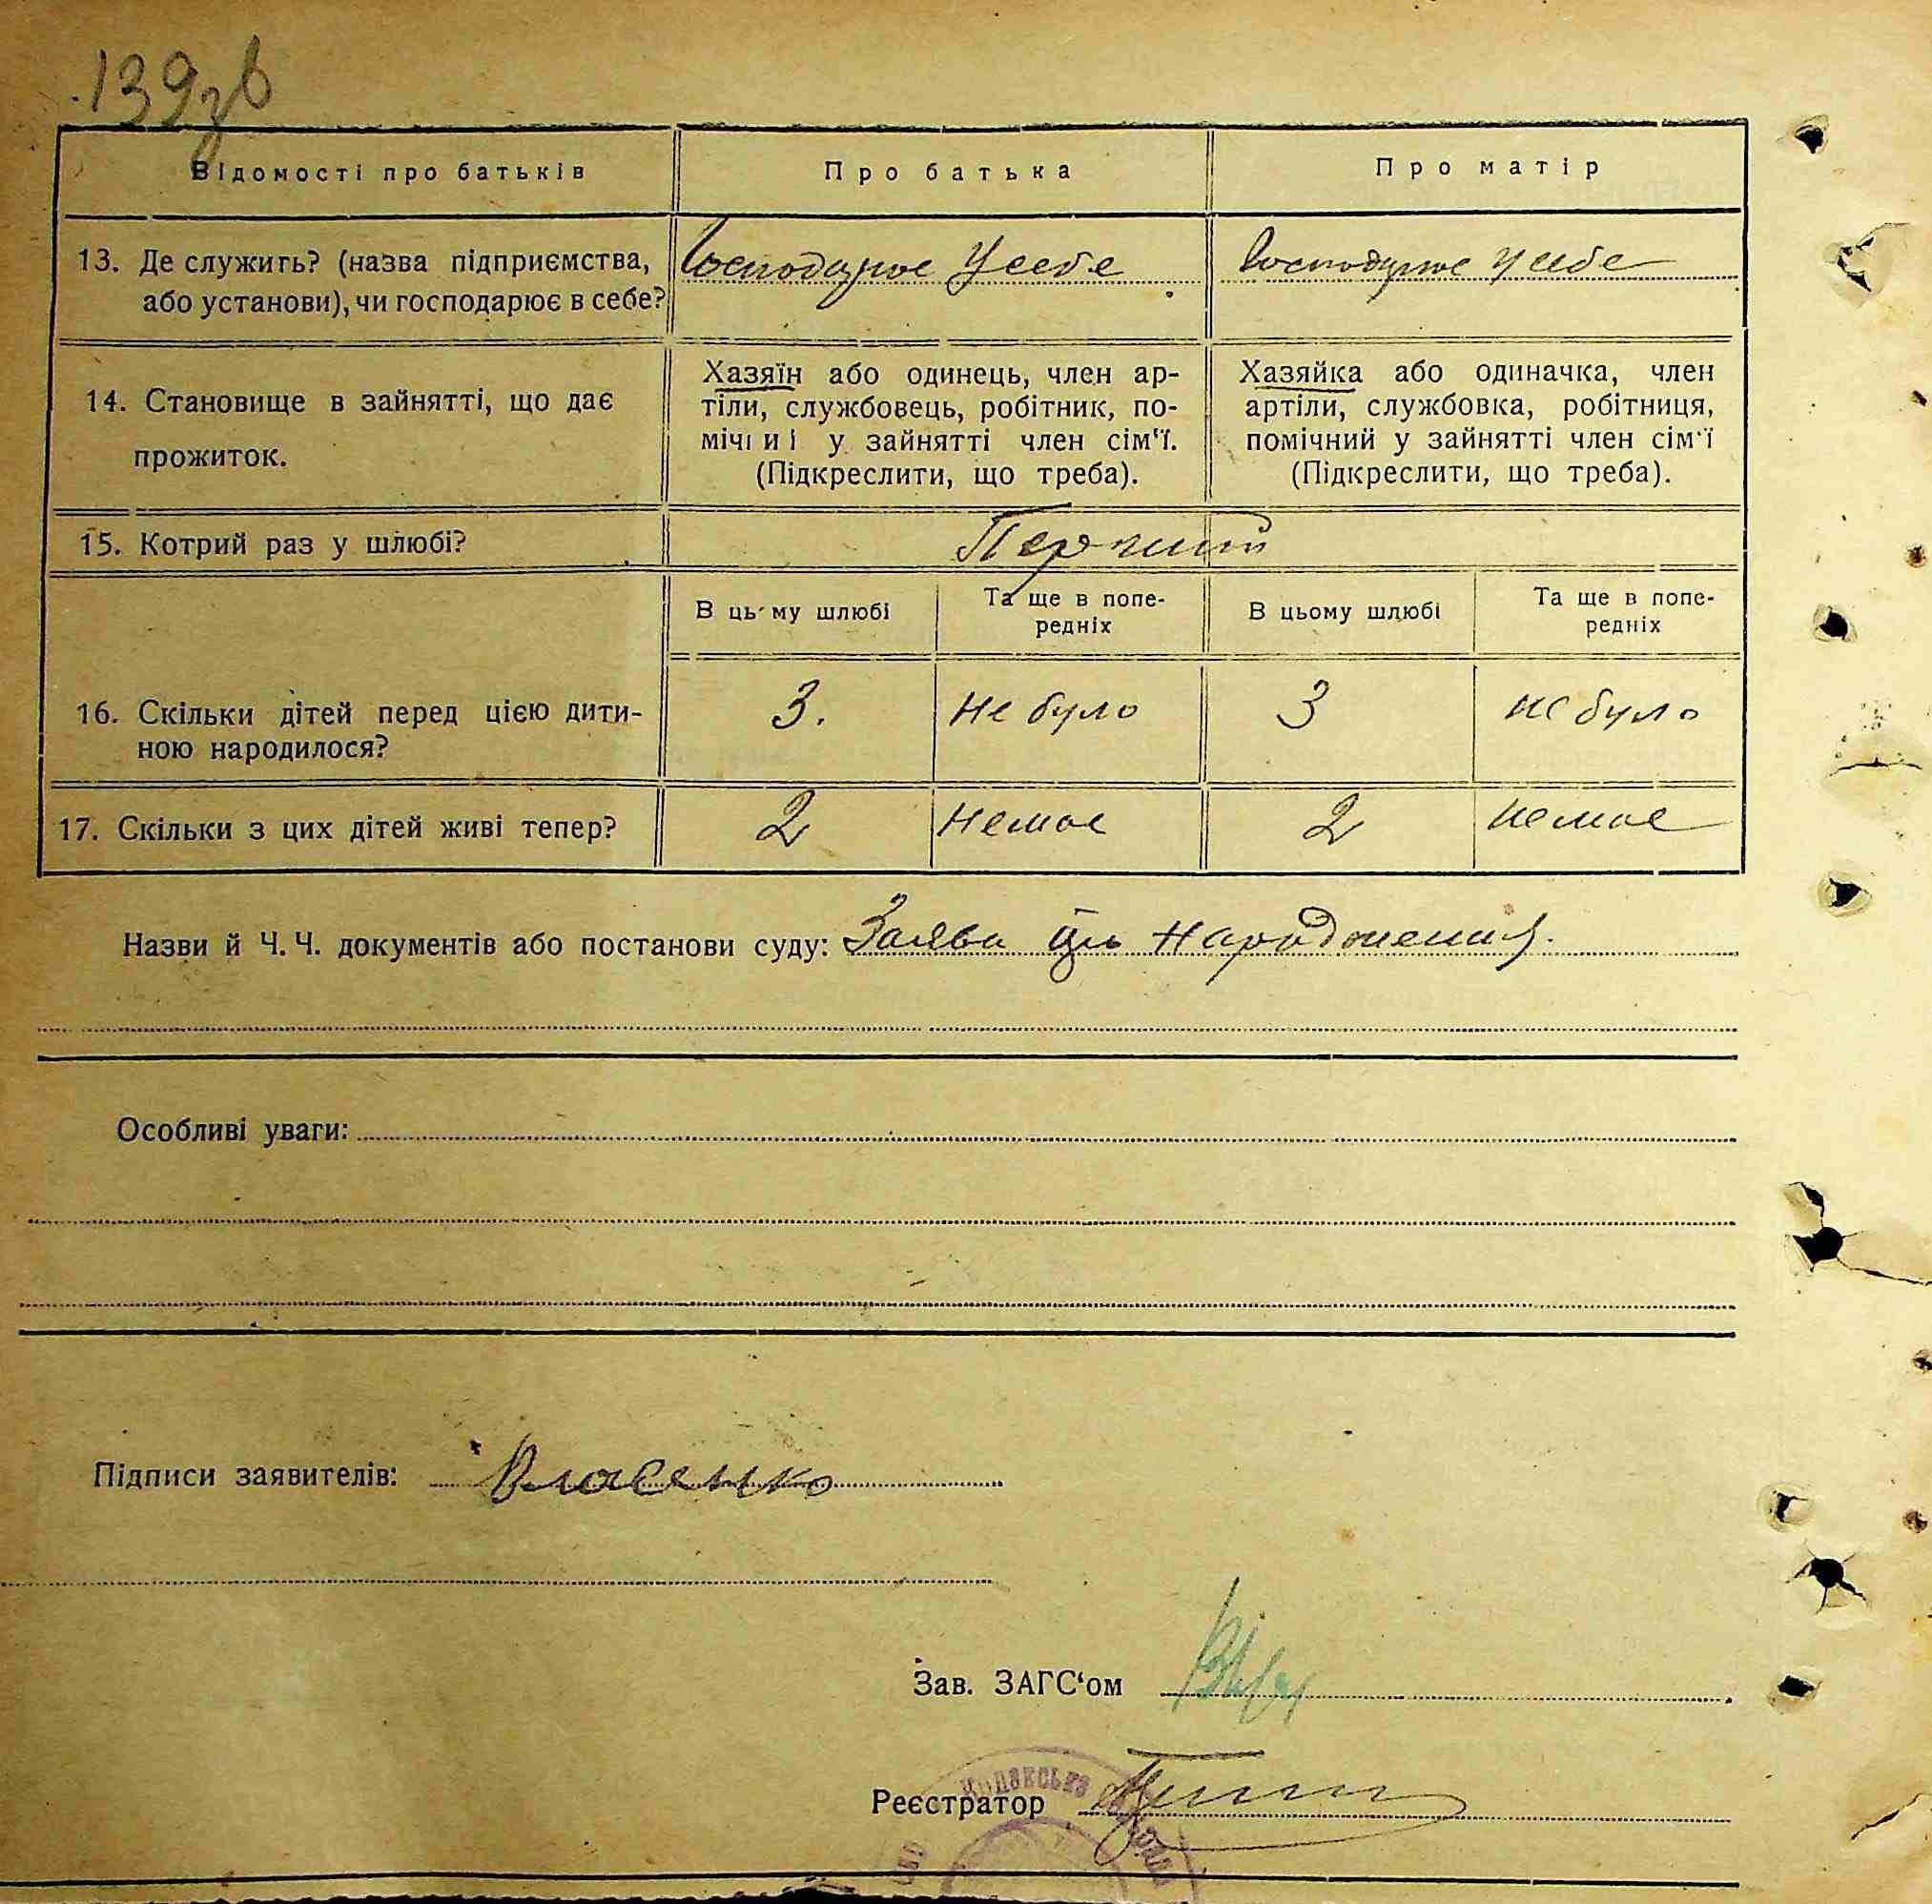 139зв
Відомості про батьків
Про батька
Про матір
13. Де служить? (назва підприємства,
або установи), чи господарює в себе?
Господарює У себе
Господарює у себе
14. Становище в зайнятті, що дає
прожиток.
Хазяїн або одинець, член ар-
тіли, службовець, робітник, по-
мічний у зайнятті член сім'ї.
(Підкреслити, що треба).
Хазяйка або одиначка, член
артіли, службовка, робітниця,
помічний у зайнятті член сім'ї
(Підкреслити, що треба).
15. Котрий раз у шлюбі?
Перший
В цьому шлюбі
Та ще в попе-
редніх
В цьому шлюбі
Та ще в попе-
редніх
16. Скільки дітей перед цією дити-
ною народилося?
3.
Не було
3
не було
17. Скільки з цих дітей живі тепер?
2
Немає
2
немає
Назви й Ч. Ч. документів або постанови суду: Заява народження.
Особливі уваги:
Підписи заявителів: Власенко
Зав. ЗАГС'ом
Реєстратор